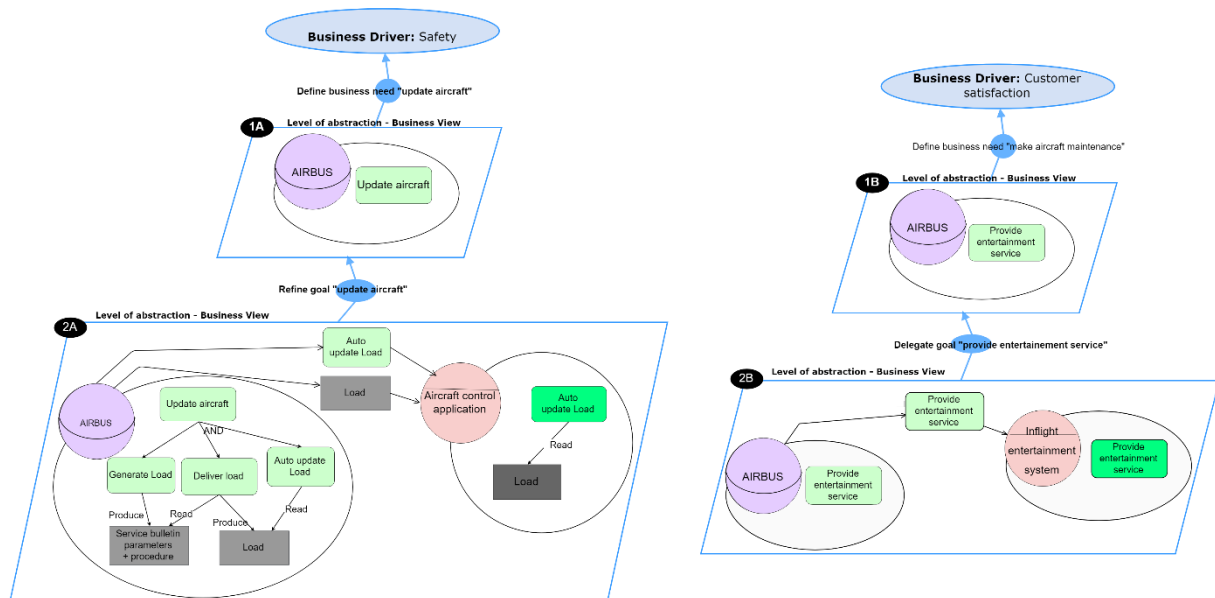 Business Driver: Safety
Define business need "update aircraft"
1A
Level of abstraction - Business View
AIRBUS
Update aircraft
Refine goal "update aircraft"
2A
Level of abstraction - Business View
Auto
update Load
Load
AIRBUS
Update aircraft
AND
Generate Load
Deliver load
Auto update
Load
Produce
Read
Produce
Read
Service bulletin
parameters
+ procedure
Load
Aircraft control
application
Auto
update Load
Read
Load
Business Driver: Customer
satisfaction
Define business need "make aircraft maintenance"
1B
Level of abstraction - Business View
AIRBUS
Provide
entertainment
service
Delegate goal "provide entertainement service"
2B
Level of abstraction - Business View
Provide
entertainment
service
AIRBUS
Provide
entertainment
service
Inflight
entertainment
system
Provide
entertainment
service